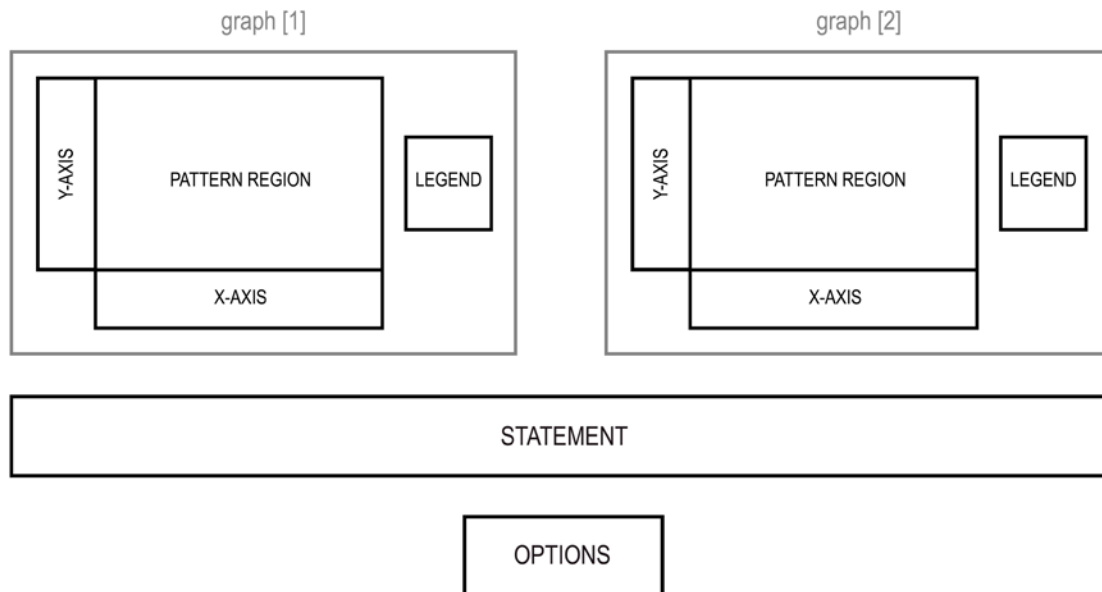 graph [1]
graph [2]
Y-AXIS
PATTERN REGION
LEGEND
X-AXIS
Y-AXIS
PATTERN REGION
LEGEND
X-AXIS
STATEMENT
OPTIONS